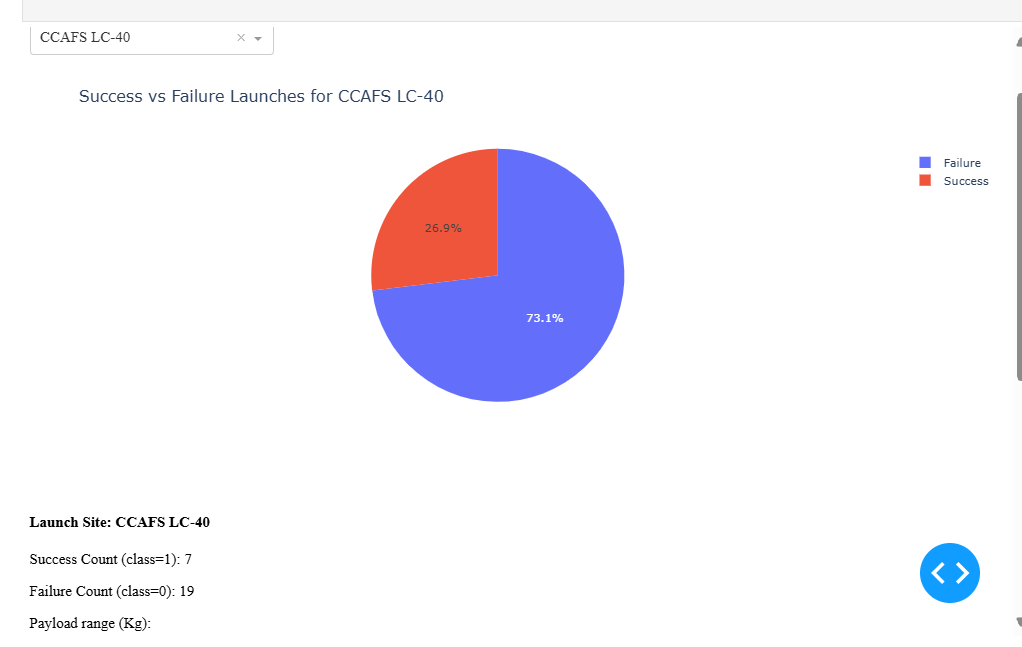 CCAFS LC-40
Success vs Failure Launches for CCAFS LC-40
Failure
Success
26.9%
73.1%
Launch Site: CCAFS LC-40
Success Count (class=1): 7
Failure Count (class=0): 19
Payload range (Kg):